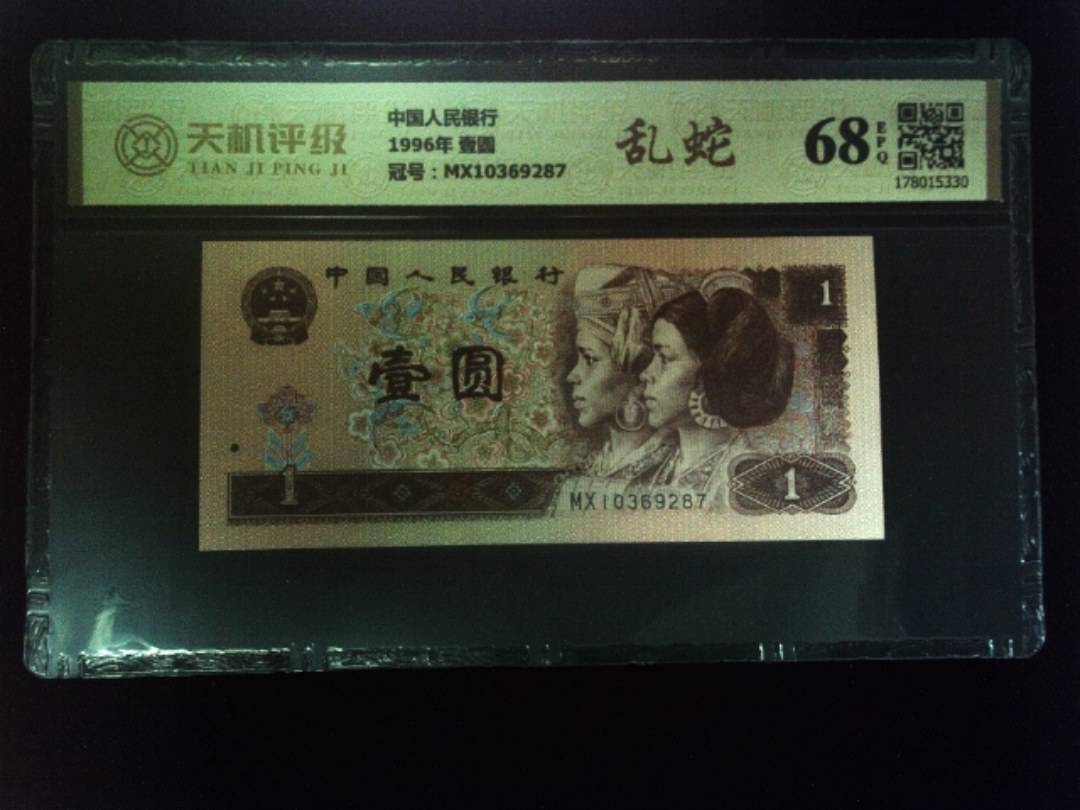 天机评级
TIAN JI PING JI
中国人民银行
1996年 壹圆
冠号：MX10369287
乱蛇
68
EPQ
178015330
中国人民银行
1
壹圆
1
MX10369287
1